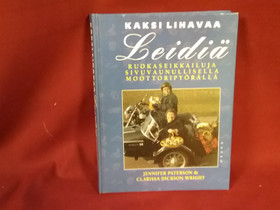 KAKSI LIHAVAA
Leidiä
RUOKASEIKKAILUJA
SIVUVAUNULLISELLA
MOOTTORIPYÖRÄLLÄ
JENNIFER PATERSON &
CLARISSA DICKSON WRIGHT